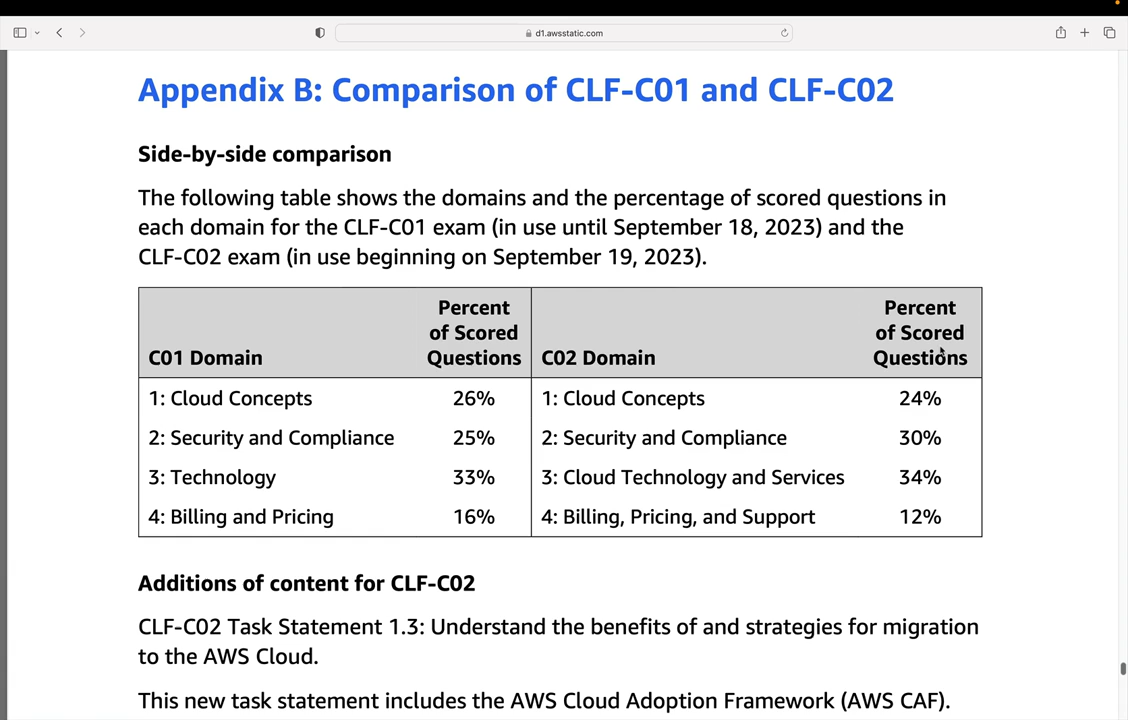 d1.awsstatic.com
Appendix B: Comparison of CLF-C01 and CLF-C02
Side-by-side comparison
The following table shows the domains and the percentage of scored questions in
each domain for the CLF-C01 exam (in use until September 18, 2023) and the
CLF-C02 exam (in use beginning on September 19, 2023).
C01 Domain Percent of Scored Questions C02 Domain Percent of Scored Questions
1: Cloud Concepts 26% 1: Cloud Concepts 24%
2: Security and Compliance 25% 2: Security and Compliance 30%
3: Technology 33% 3: Cloud Technology and Services 34%
4: Billing and Pricing 16% 4: Billing, Pricing, and Support 12%
Additions of content for CLF-C02
CLF-C02 Task Statement 1.3: Understand the benefits of and strategies for migration
to the AWS Cloud.
This new task statement includes the AWS Cloud Adoption Framework (AWS CAF).